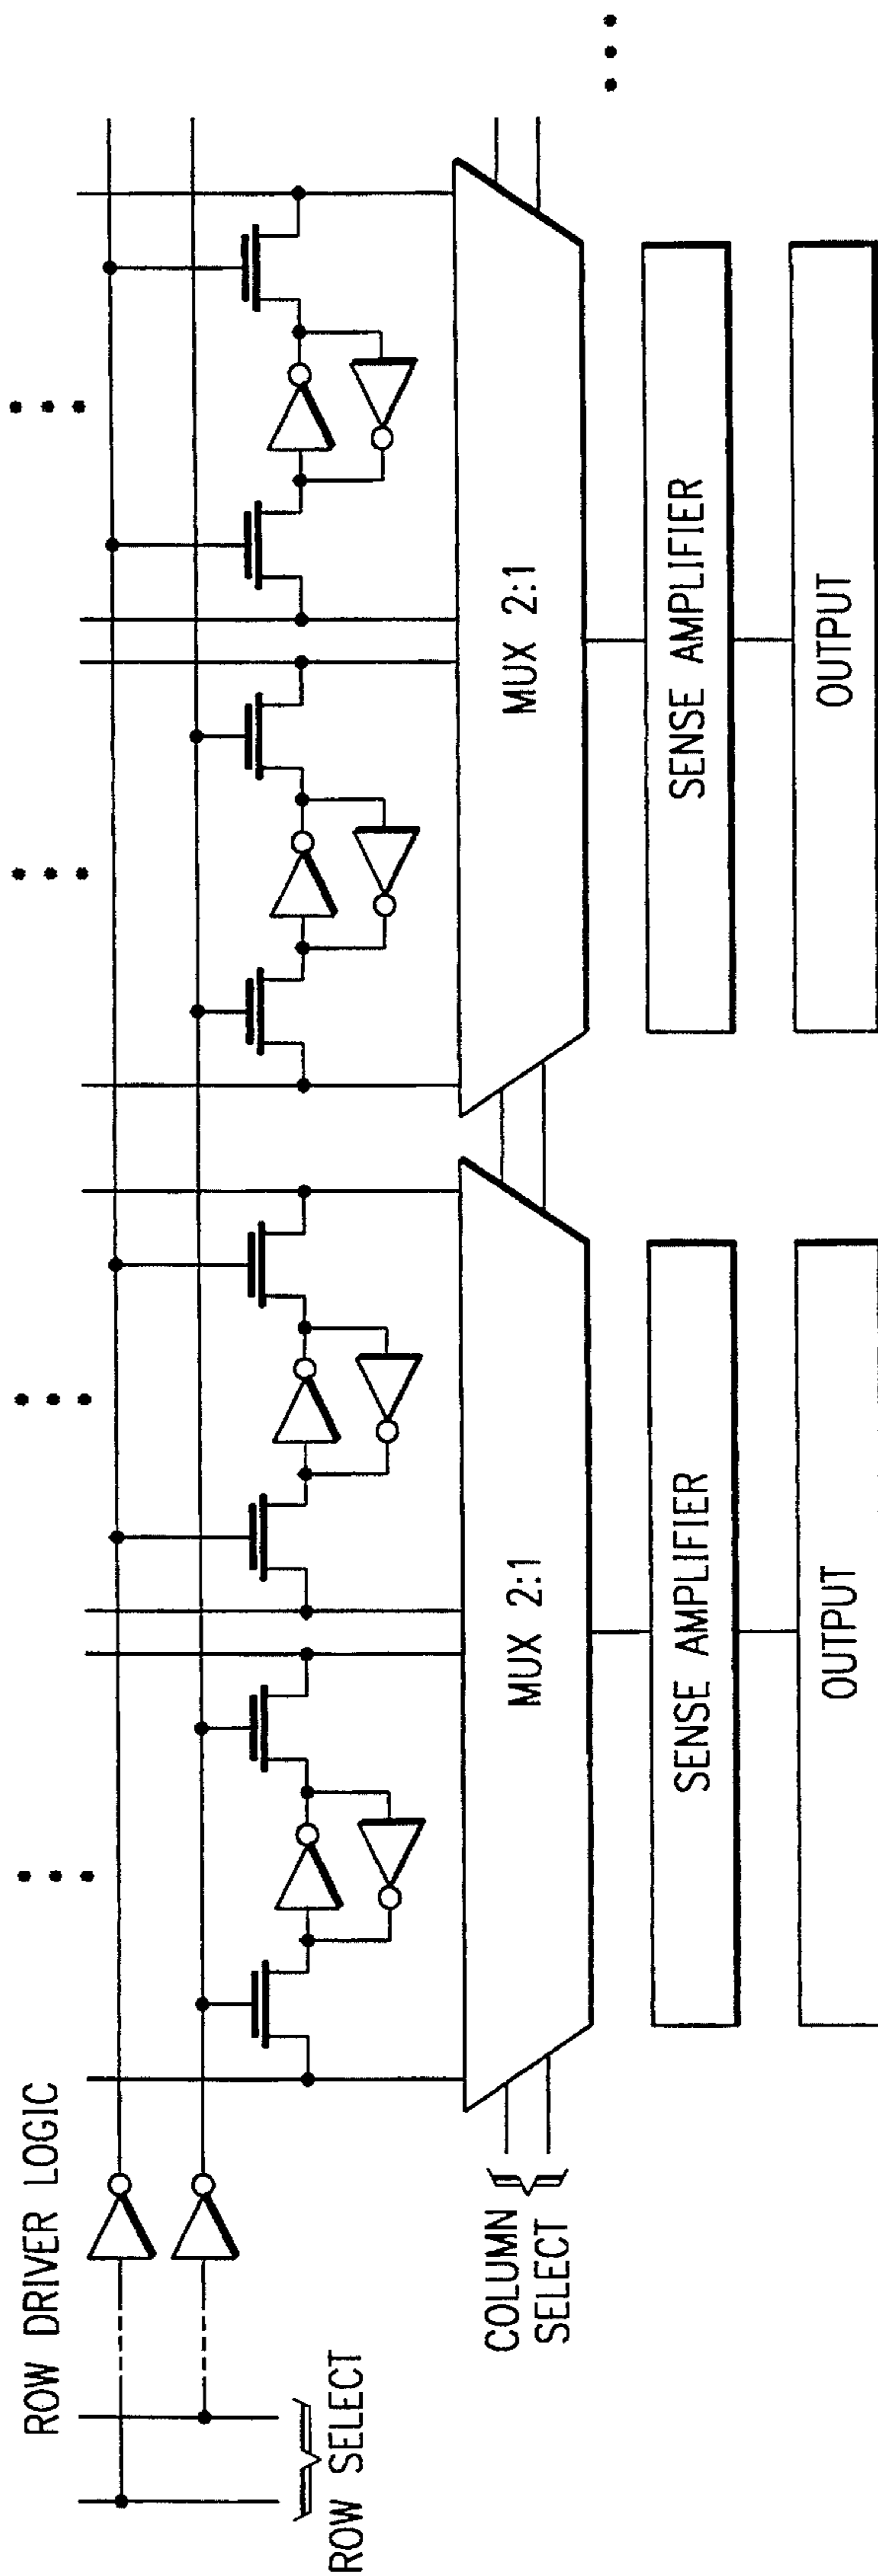 ROW DRIVER LOGIC
ROW SELECT
COLUMN
SELECT
MUX 2:1
MUX 2:1
SENSE AMPLIFIER
SENSE AMPLIFIER
OUTPUT
OUTPUT